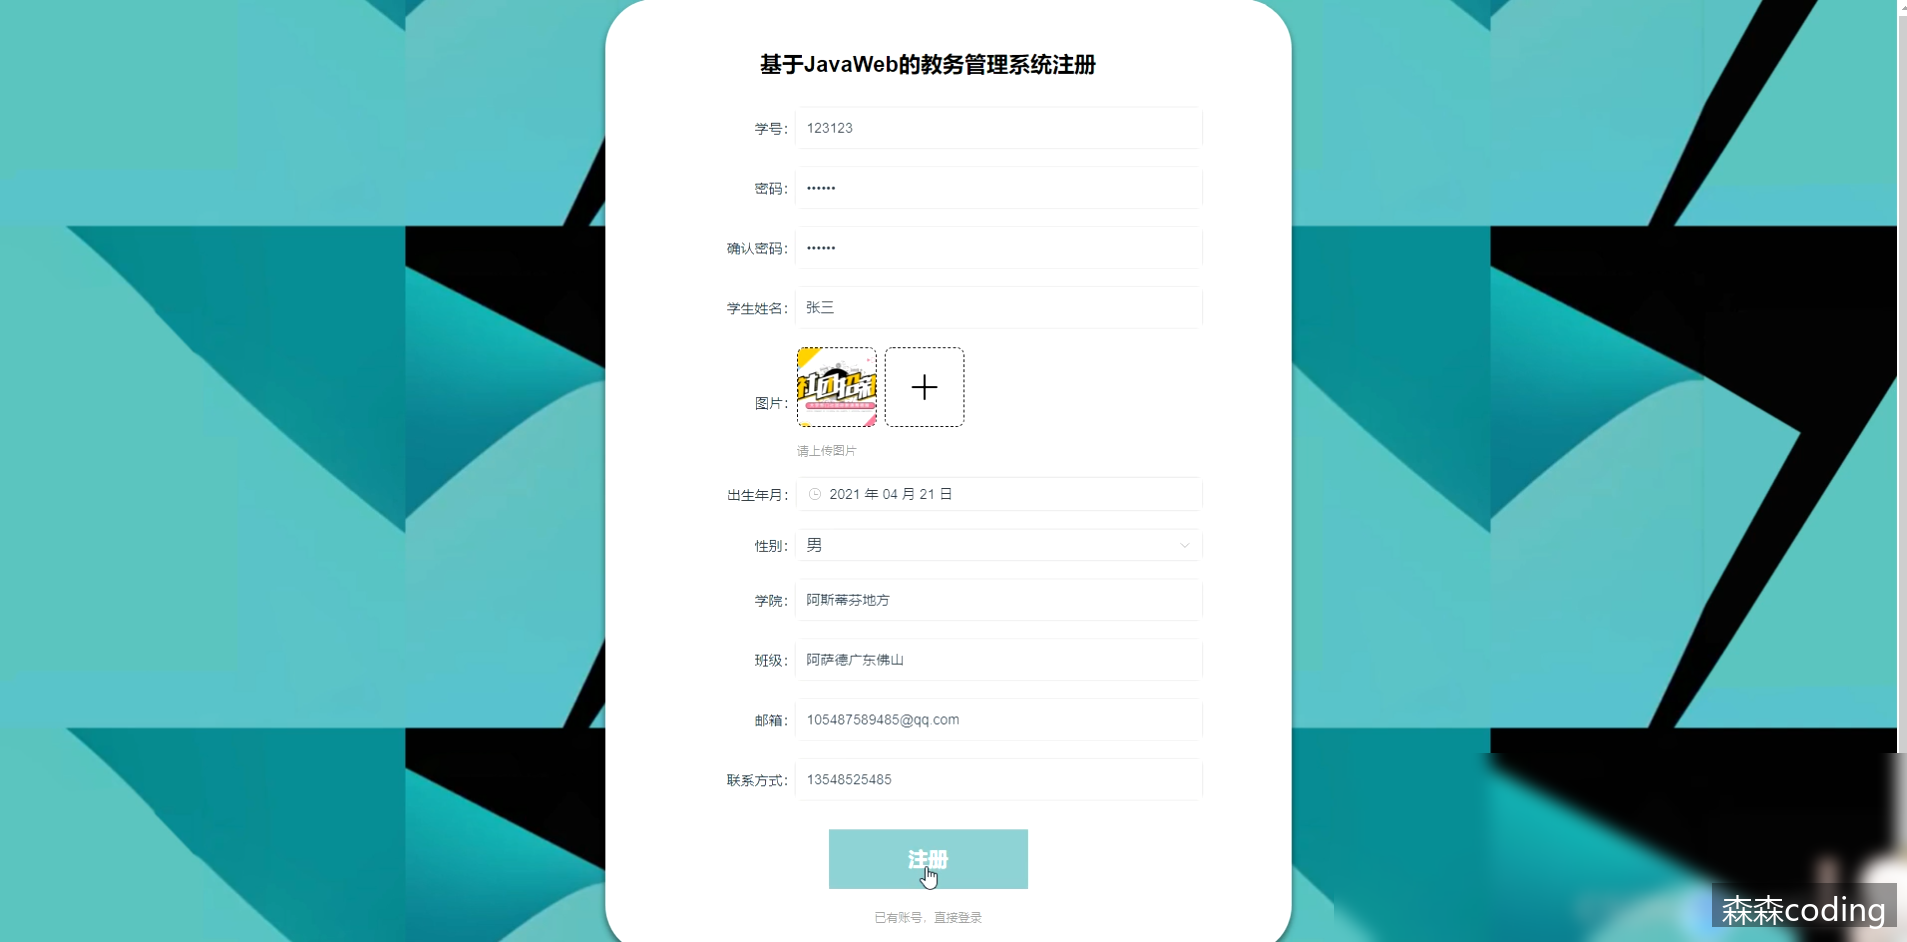 基于JavaWeb的教务管理系统注册
学号： 123123
密码： ••••••
确认密码： ••••••
学生姓名： 张三
社团招新
图片：
请上传图片
出生年月： 2021 年 04 月 21 日
性别： 男
学院： 阿斯蒂芬地方
班级： 阿萨德广东佛山
邮箱： 105487589485@qq.com
联系方式： 13548525485
注册
已有账号，直接登录
森森coding